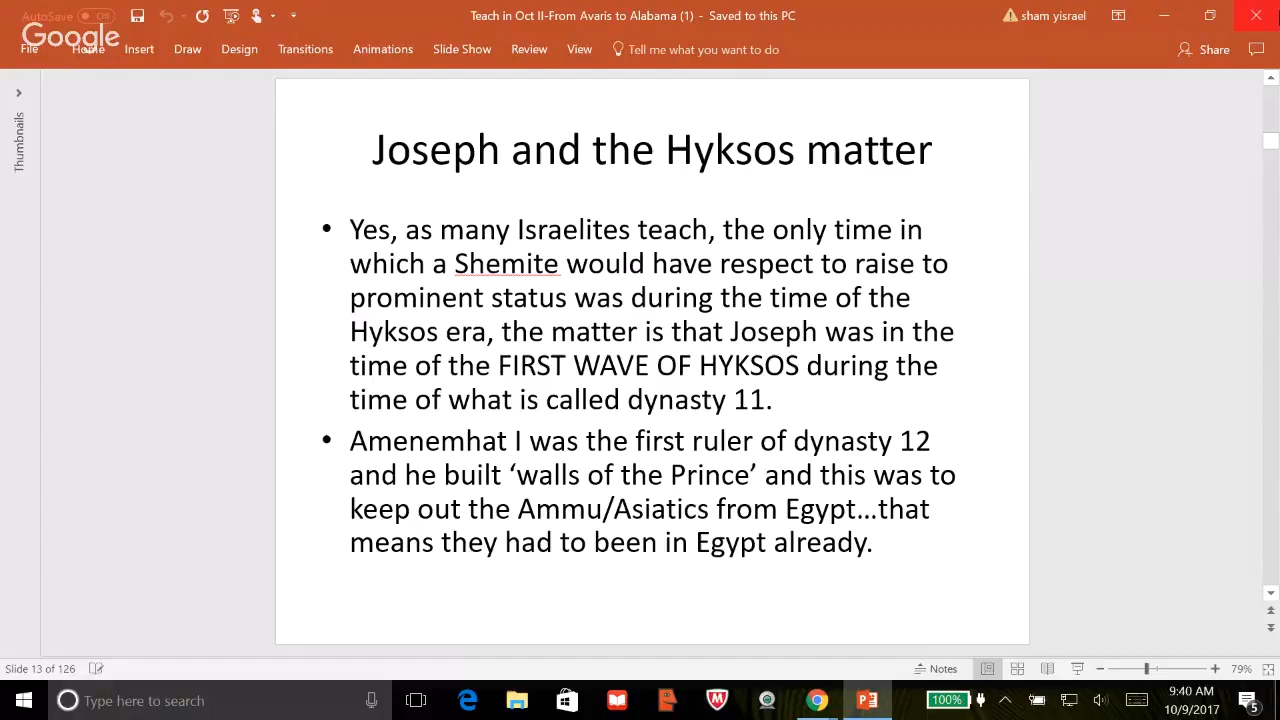 AutoSave Off
Teach in Oct II-From Avaris to Alabama (1) - Saved to this PC
sham yisrael
Google
File Home Insert Draw Design Transitions Animations Slide Show Review View Tell me what you want to do Share
Thumbnails
Joseph and the Hyksos matter
• Yes, as many Israelites teach, the only time in
which a Shemite would have respect to raise to
prominent status was during the time of the
Hyksos era, the matter is that Joseph was in the
time of the FIRST WAVE OF HYKSOS during the
time of what is called dynasty 11.
• Amenemhat I was the first ruler of dynasty 12
and he built ‘walls of the Prince’ and this was to
keep out the Ammu/Asiatics from Egypt…that
means they had to been in Egypt already.
Slide 13 of 126
Notes
79%
Type here to search
100%
9:40 AM
10/9/2017
5